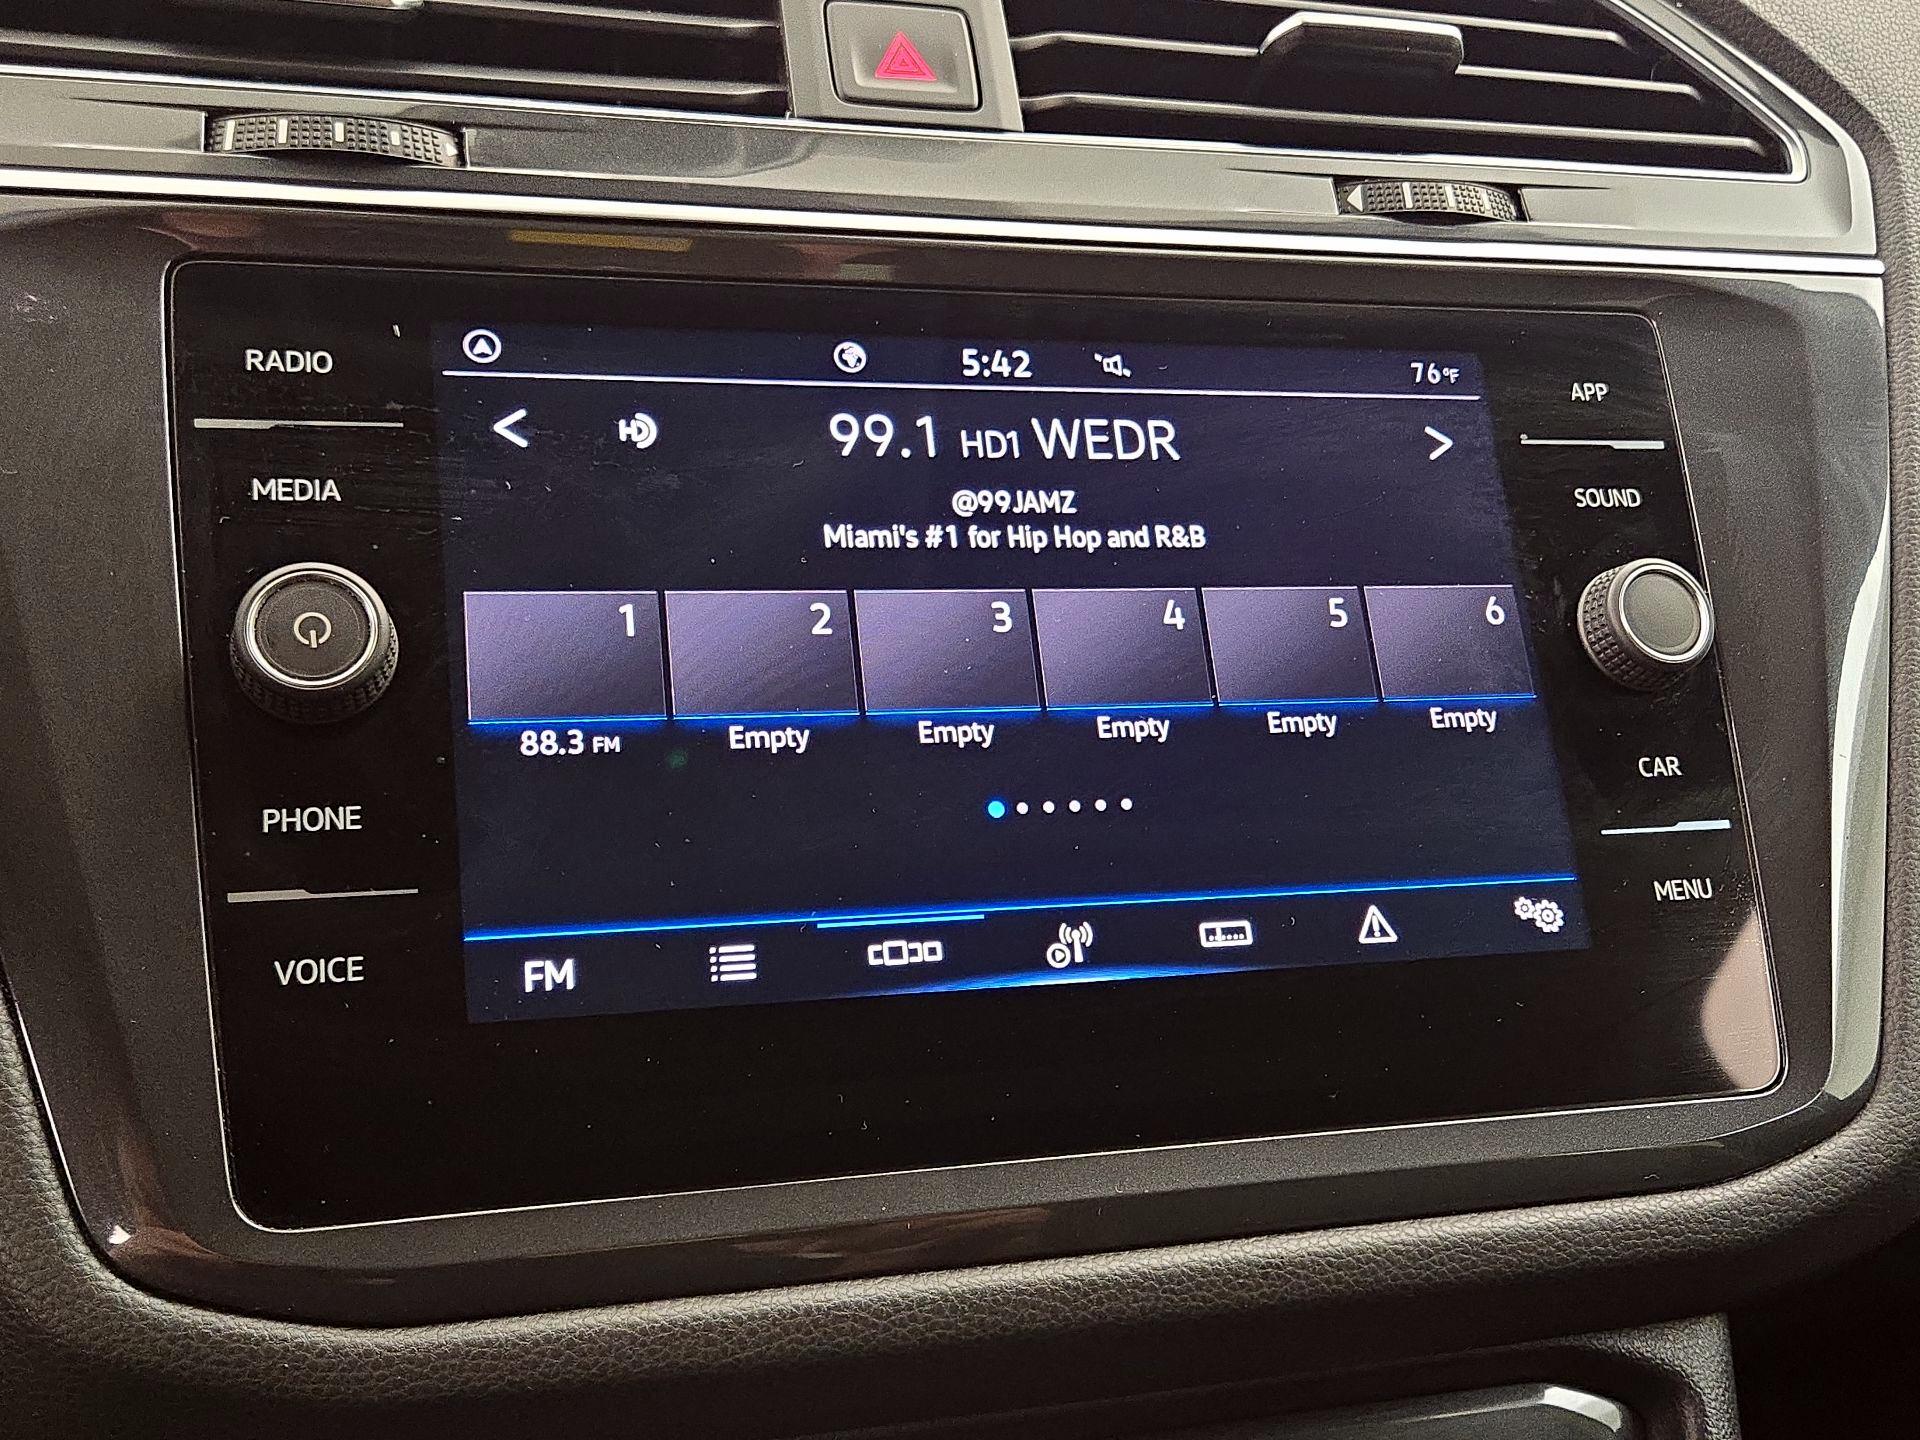 RADIO
MEDIA
PHONE
VOICE
5:42
76°F
HD
99.1 HD1 WEDR
@99JAMZ
Miami's #1 for Hip Hop and R&B
1 2 3 4 5 6
88.3 FM Empty Empty Empty Empty Empty
FM
APP
SOUND
CAR
MENU